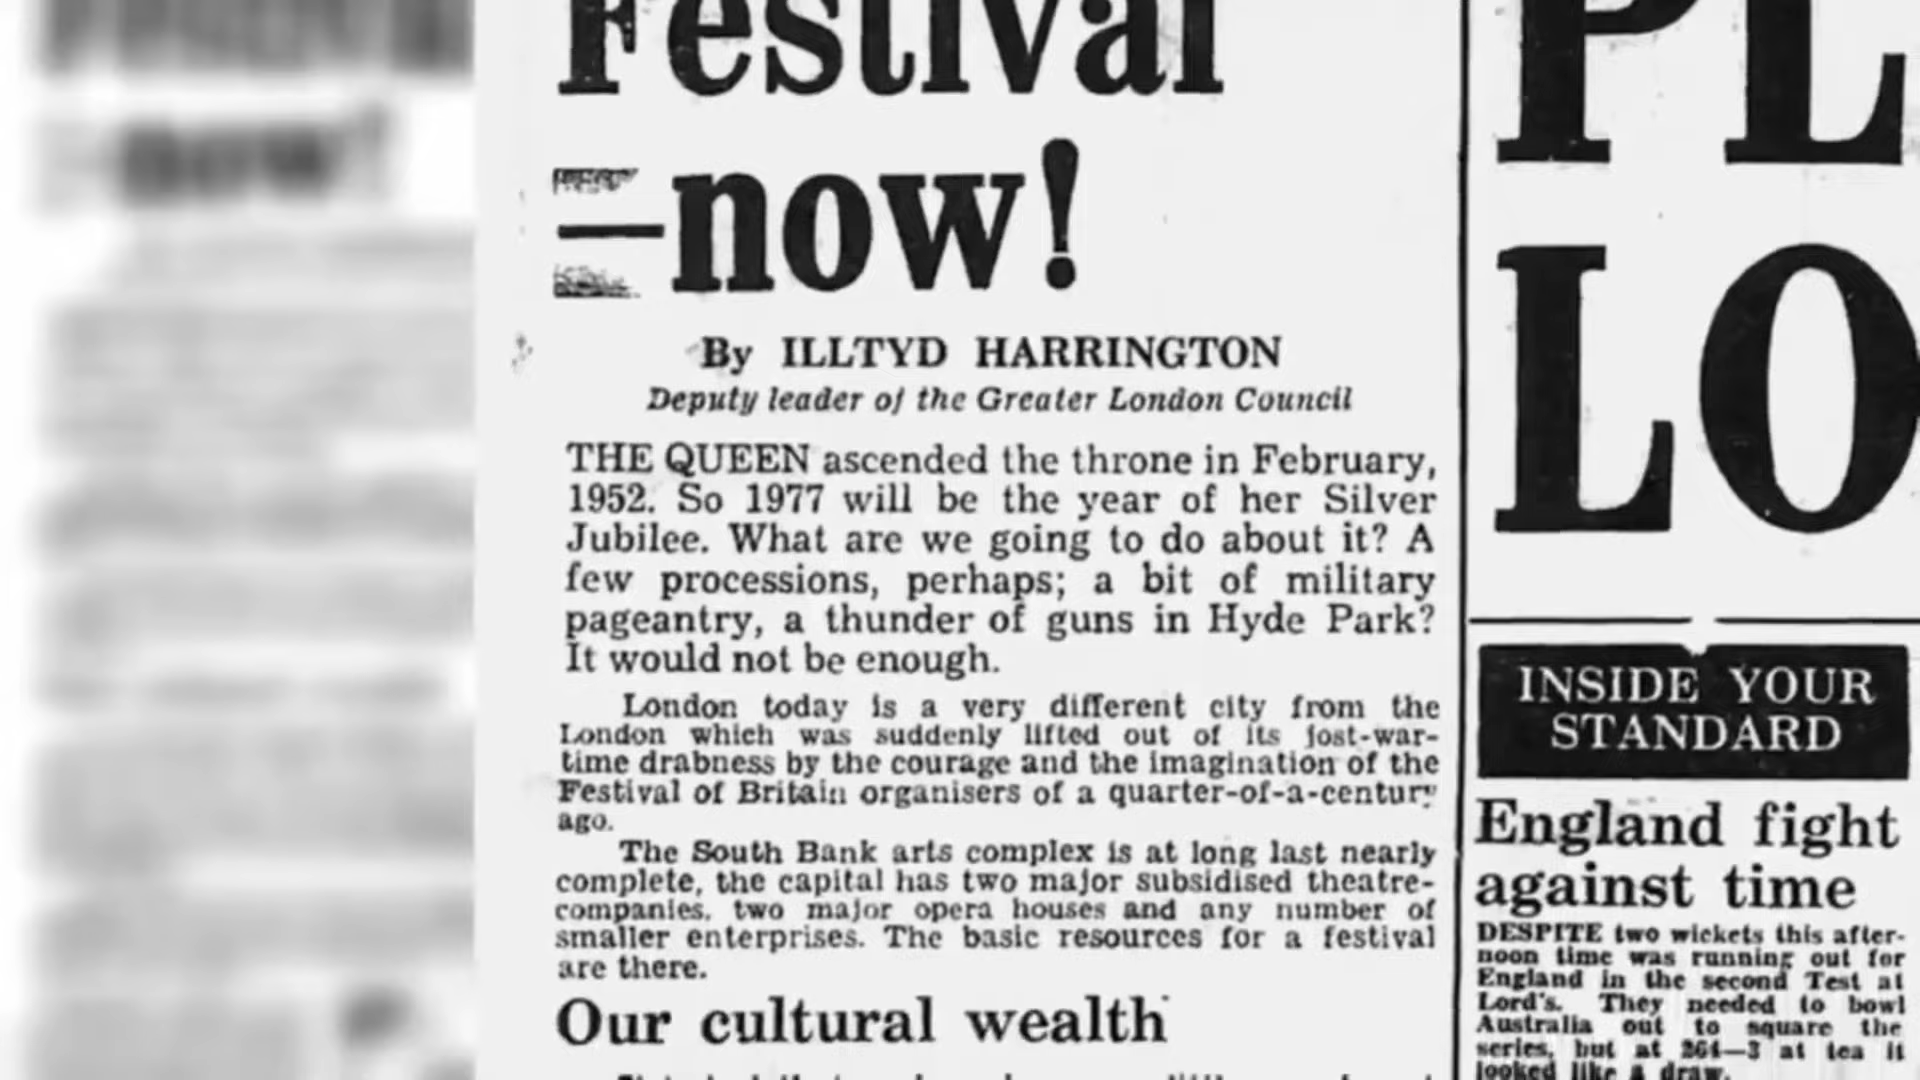 Festival
—now!
By ILLTYD HARRINGTON
Deputy leader of the Greater London Council
THE QUEEN ascended the throne in February,
1952. So 1977 will be the year of her Silver
Jubilee. What are we going to do about it? A
few processions, perhaps; a bit of military
pageantry, a thunder of guns in Hyde Park?
It would not be enough.
London today is a very different city from the
London which was suddenly lifted out of its jost-war-
time drabness by the courage and the imagination of the
Festival of Britain organisers of a quarter-of-a-century
ago.
The South Bank arts complex is at long last nearly
complete, the capital has two major subsidised theatre-
companies, two major opera houses and any number of
smaller enterprises. The basic resources for a festival
are there.
Our cultural wealth
PL
LO
INSIDE YOUR
STANDARD
England fight
against time
DESPITE two wickets this after-
noon time was running out for
England in the second Test at
Lord's. They needed to bowl
Australia out to square the
series, but at 264—3 at tea it
looked like a draw.